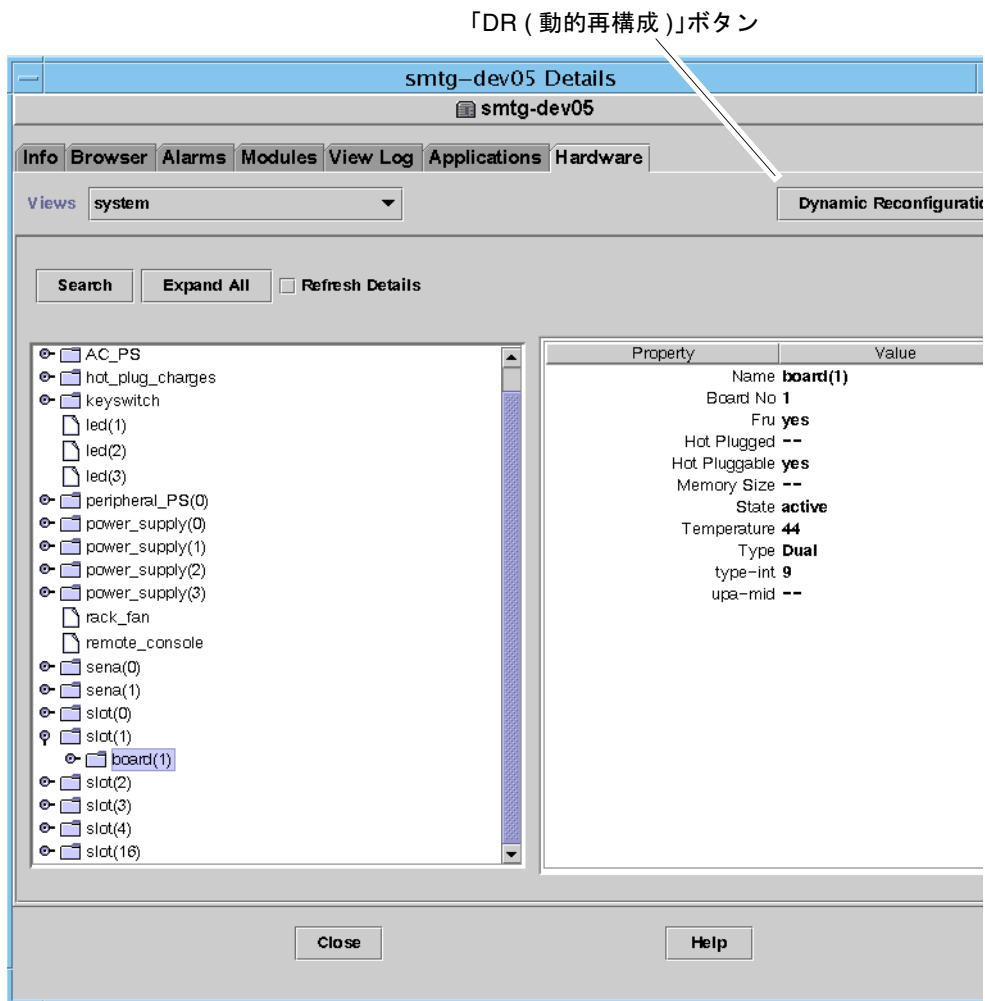 「DR ( 動的再構成 )」ボタン
smtg-dev05 Details
smtg-dev05
Info Browser Alarms Modules View Log Applications Hardware
Views system
Dynamic Reconfiguratio
Search Expand All Refresh Details
AC_PS
hot_plug_charges
keyswitch
led(1)
led(2)
led(3)
peripheral_PS(0)
power_supply(0)
power_supply(1)
power_supply(2)
power_supply(3)
rack_fan
remote_console
sena(0)
sena(1)
slot(0)
slot(1)
board(1)
slot(2)
slot(3)
slot(4)
slot(16)
Property Value
Name board(1)
Board No 1
Fru yes
Hot Plugged --
Hot Pluggable yes
Memory Size --
State active
Temperature 44
Type Dual
type-int 9
upa-mid --
Close Help